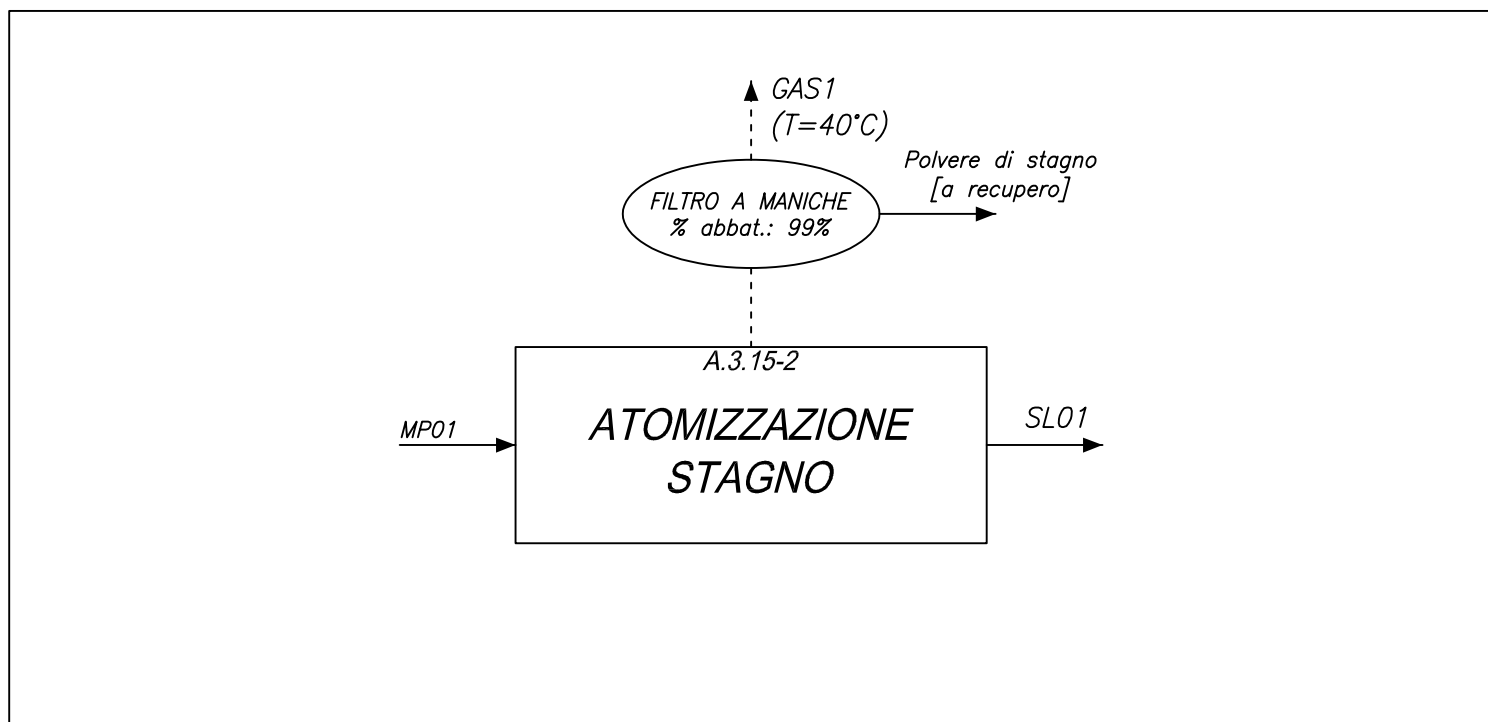 GAS1
(T=40°C)
Polvere di stagno
[a recupero]
FILTRO A MANICHE
% abbat.: 99%
A.3.15-2
ATOMIZZAZIONE
STAGNO
MP01
SL01